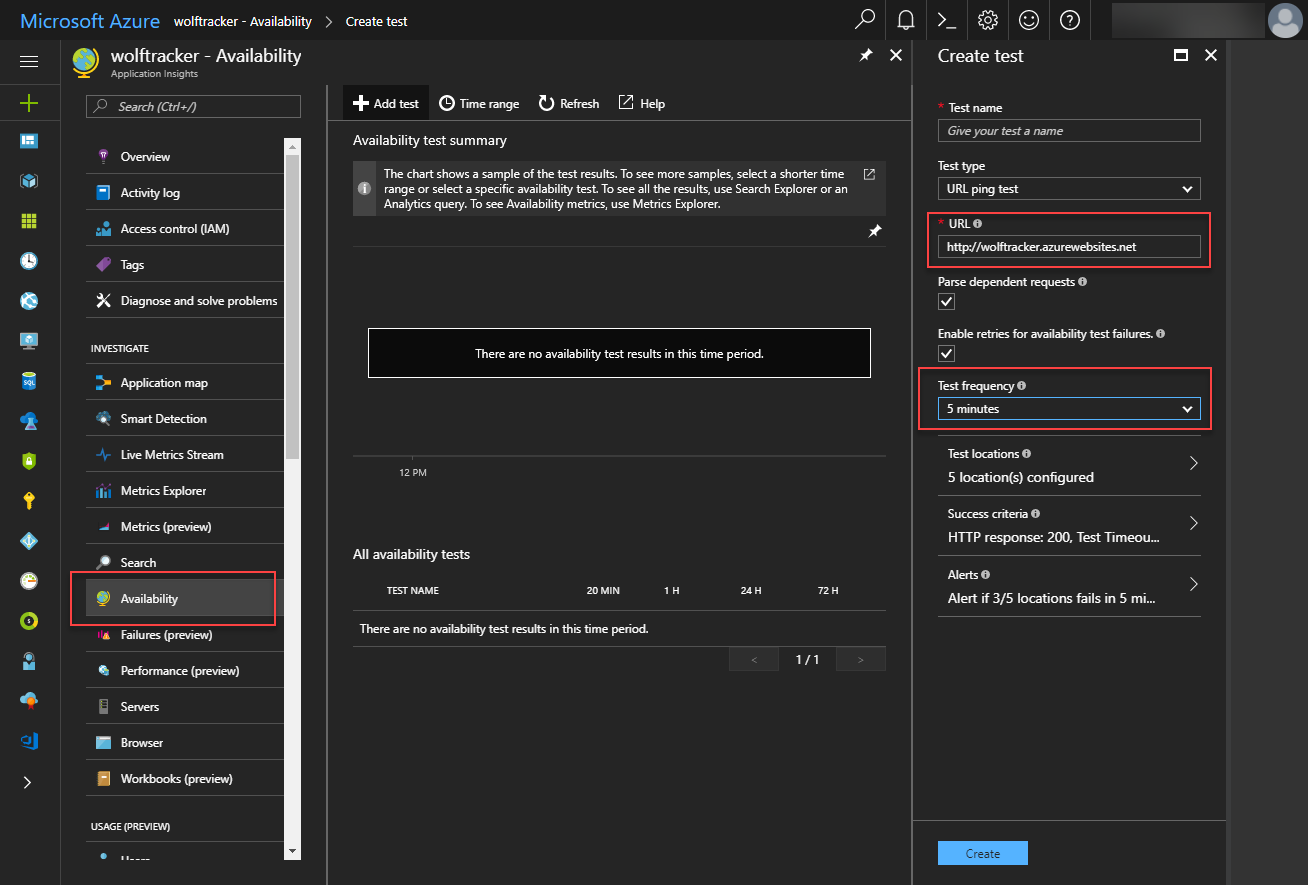 Microsoft Azure wolftracker - Availability > Create test
wolftracker - Availability
Application Insights
Search (Ctrl+/)
Overview
Activity log
Access control (IAM)
Tags
Diagnose and solve problems
INVESTIGATE
Application map
Smart Detection
Live Metrics Stream
Metrics Explorer
Metrics (preview)
Search
Availability
Failures (preview)
Performance (preview)
Servers
Browser
Workbooks (preview)
USAGE (PREVIEW)
Users
Add test Time range Refresh Help
Availability test summary
The chart shows a sample of the test results. To see more samples, select a shorter time
range or select a specific availability test. To see all the results, use Search Explorer or an
Analytics query. To see Availability metrics, use Metrics Explorer.
There are no availability test results in this time period.
12 PM
All availability tests
TEST NAME 20 MIN 1 H 24 H 72 H
There are no availability test results in this time period.
< 1 / 1 >
Create test
* Test name
Give your test a name
Test type
URL ping test
* URL
http://wolftracker.azurewebsites.net
Parse dependent requests
Enable retries for availability test failures.
Test frequency
5 minutes
Test locations
5 location(s) configured
Success criteria
HTTP response: 200, Test Timeou...
Alerts
Alert if 3/5 locations fails in 5 mi...
Create